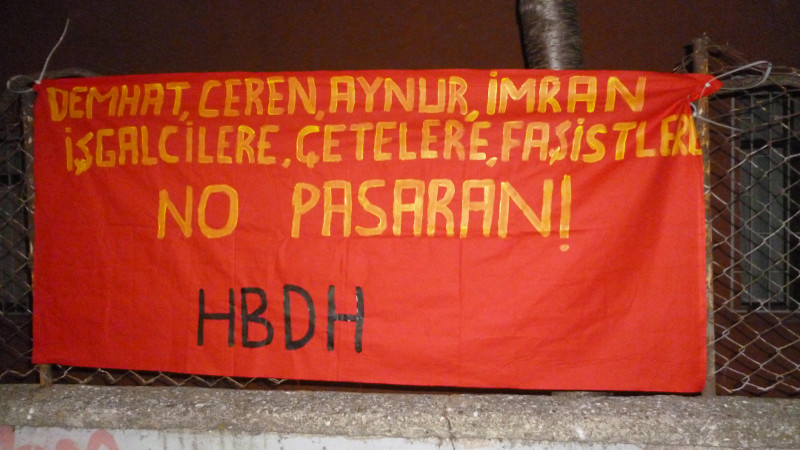 DEMHAT, CEREN, AYNUR, İMRAN
İŞGALCİLERE, ÇETELERE, FAŞİSTLERE
NO PASARAN!
HBDH